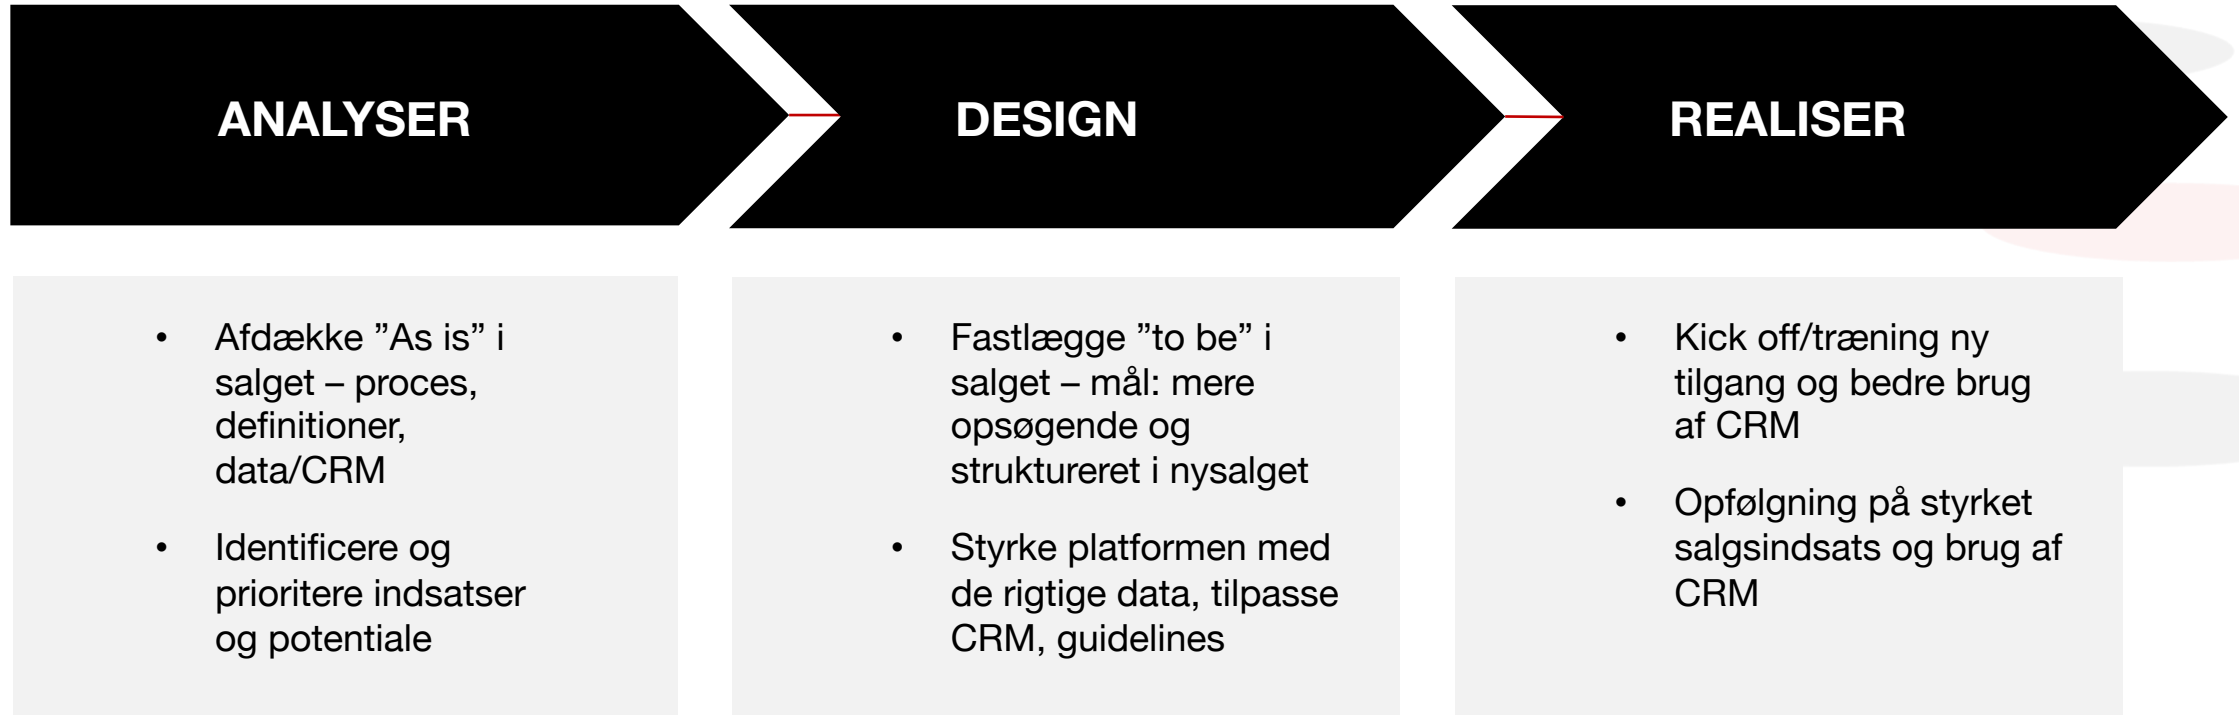 ANALYSER
DESIGN
REALISER
• Afdække ”As is” i
salget – proces,
definitioner,
data/CRM
• Identificere og
prioritere indsatser
og potentiale
• Fastlægge ”to be” i
salget – mål: mere
opsøgende og
struktureret i nysalget
• Styrke platformen med
de rigtige data, tilpasse
CRM, guidelines
• Kick off/træning ny
tilgang og bedre brug
af CRM
• Opfølgning på styrket
salgsindsats og brug af
CRM